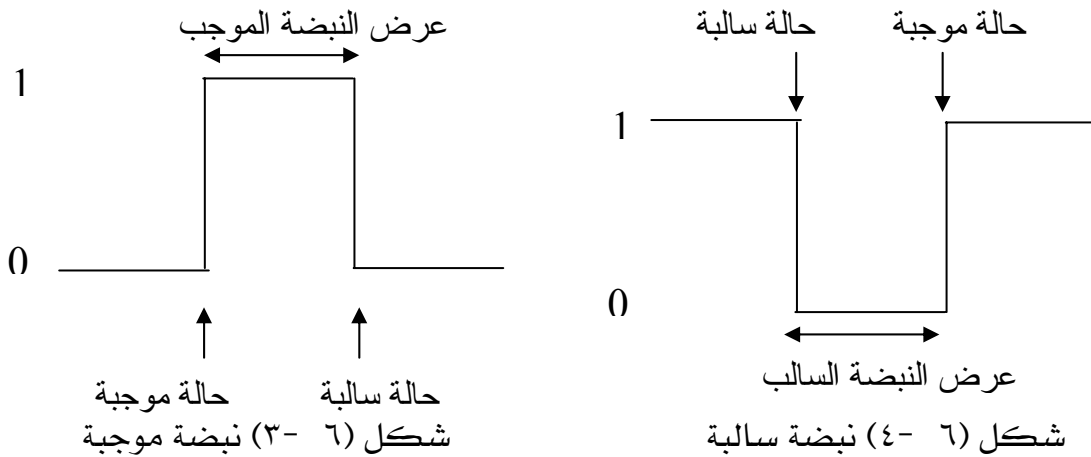 عرض النبضة الموجب
1
0
حالة موجبة
حالة سالبة
شكل (٦ -٣) نبضة موجبة
حالة سالبة
حالة موجبة
1
0
عرض النبضة السالب
شكل (٦ -٤) نبضة سالبة